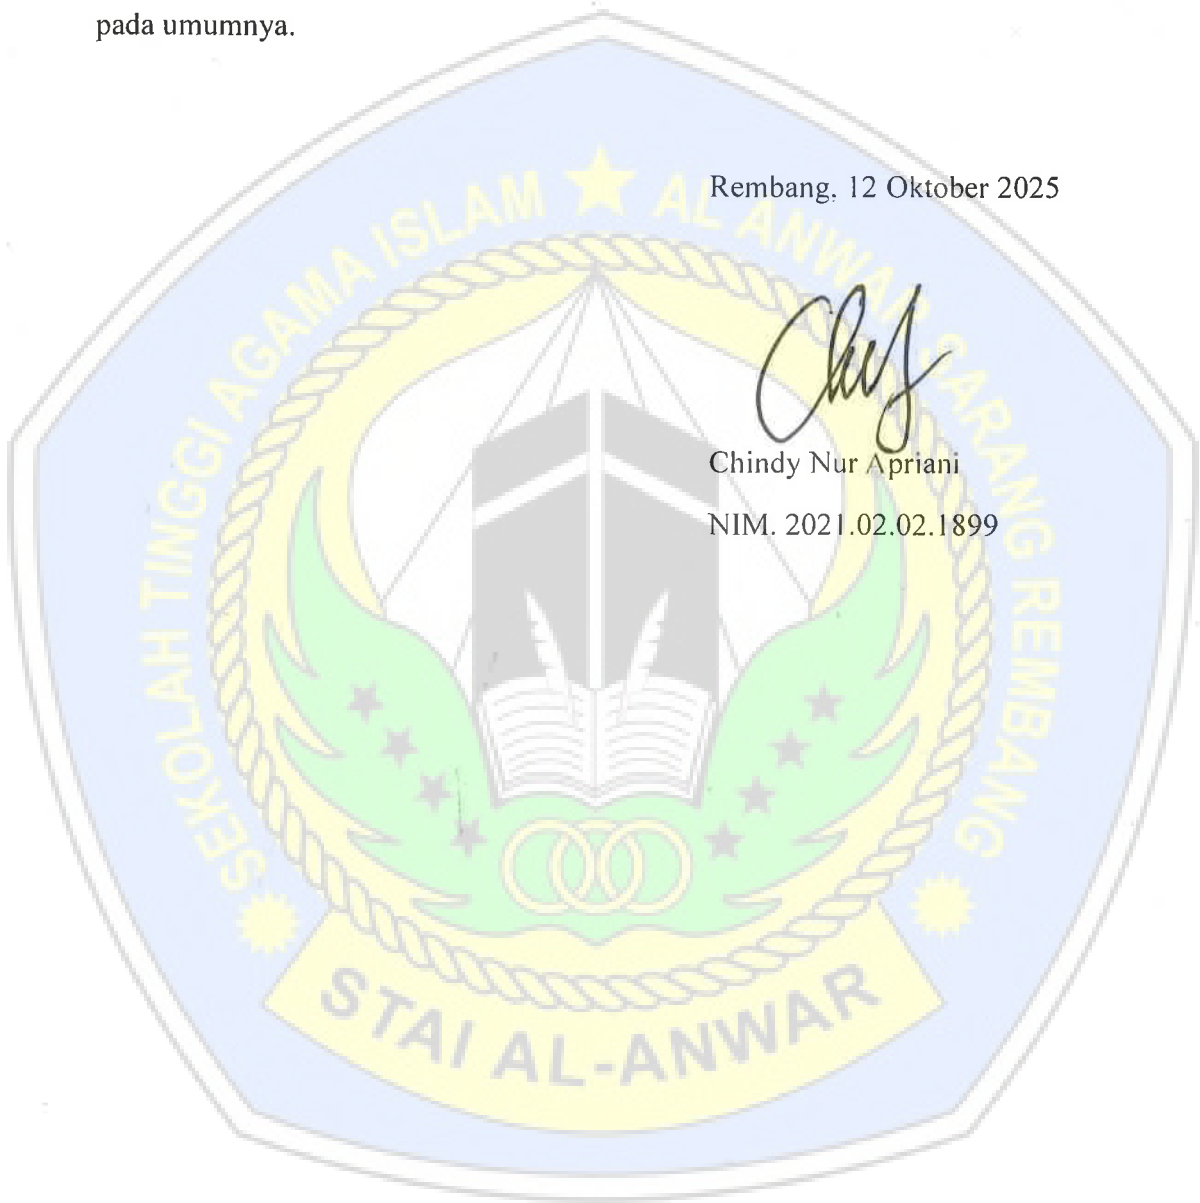 pada umumnya.
Rembang, 12 Oktober 2025
Chindy Nur Apriani
NIM. 2021.02.02.1899
SEKOLAH TINGGI AGAMA ISLAM ★ AL ANWAR SARANG REMBANG
STAI AL-ANWAR